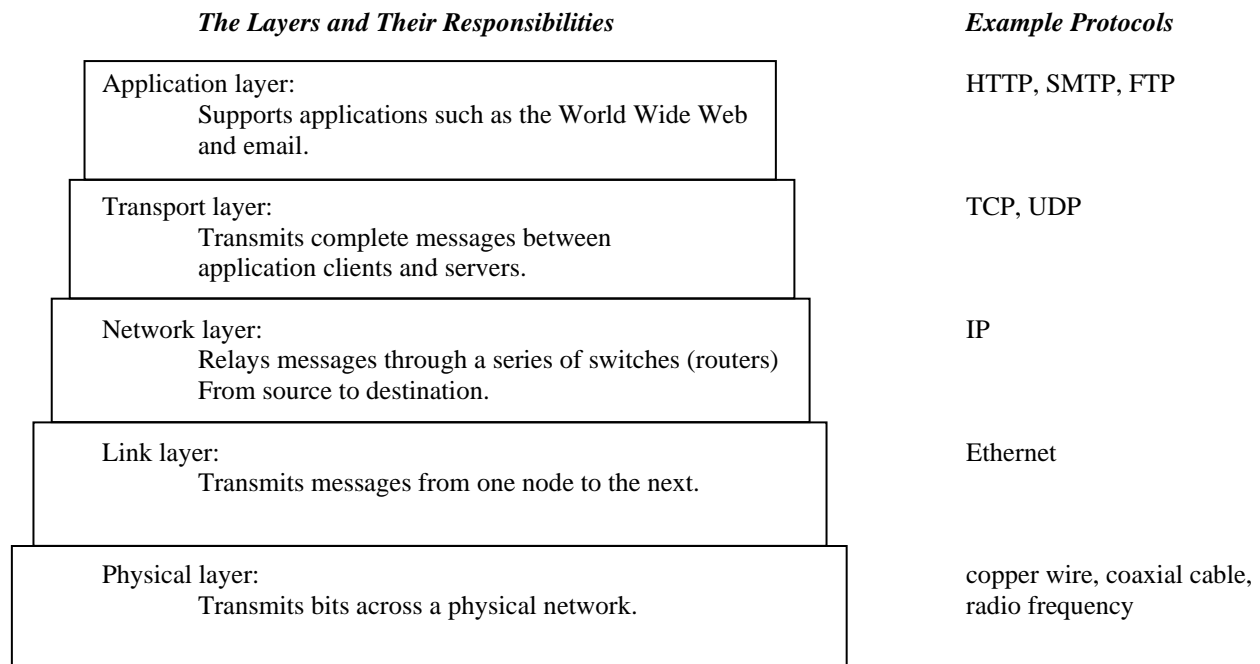 The Layers and Their Responsibilities
Example Protocols
Application layer:
HTTP, SMTP, FTP
Supports applications such as the World Wide Web
and email.
Transport layer:
TCP, UDP
Transmits complete messages between
application clients and servers.
Network layer:
IP
Relays messages through a series of switches (routers)
From source to destination.
Link layer:
Ethernet
Transmits messages from one node to the next.
Physical layer:
copper wire, coaxial cable,
Transmits bits across a physical network.
radio frequency